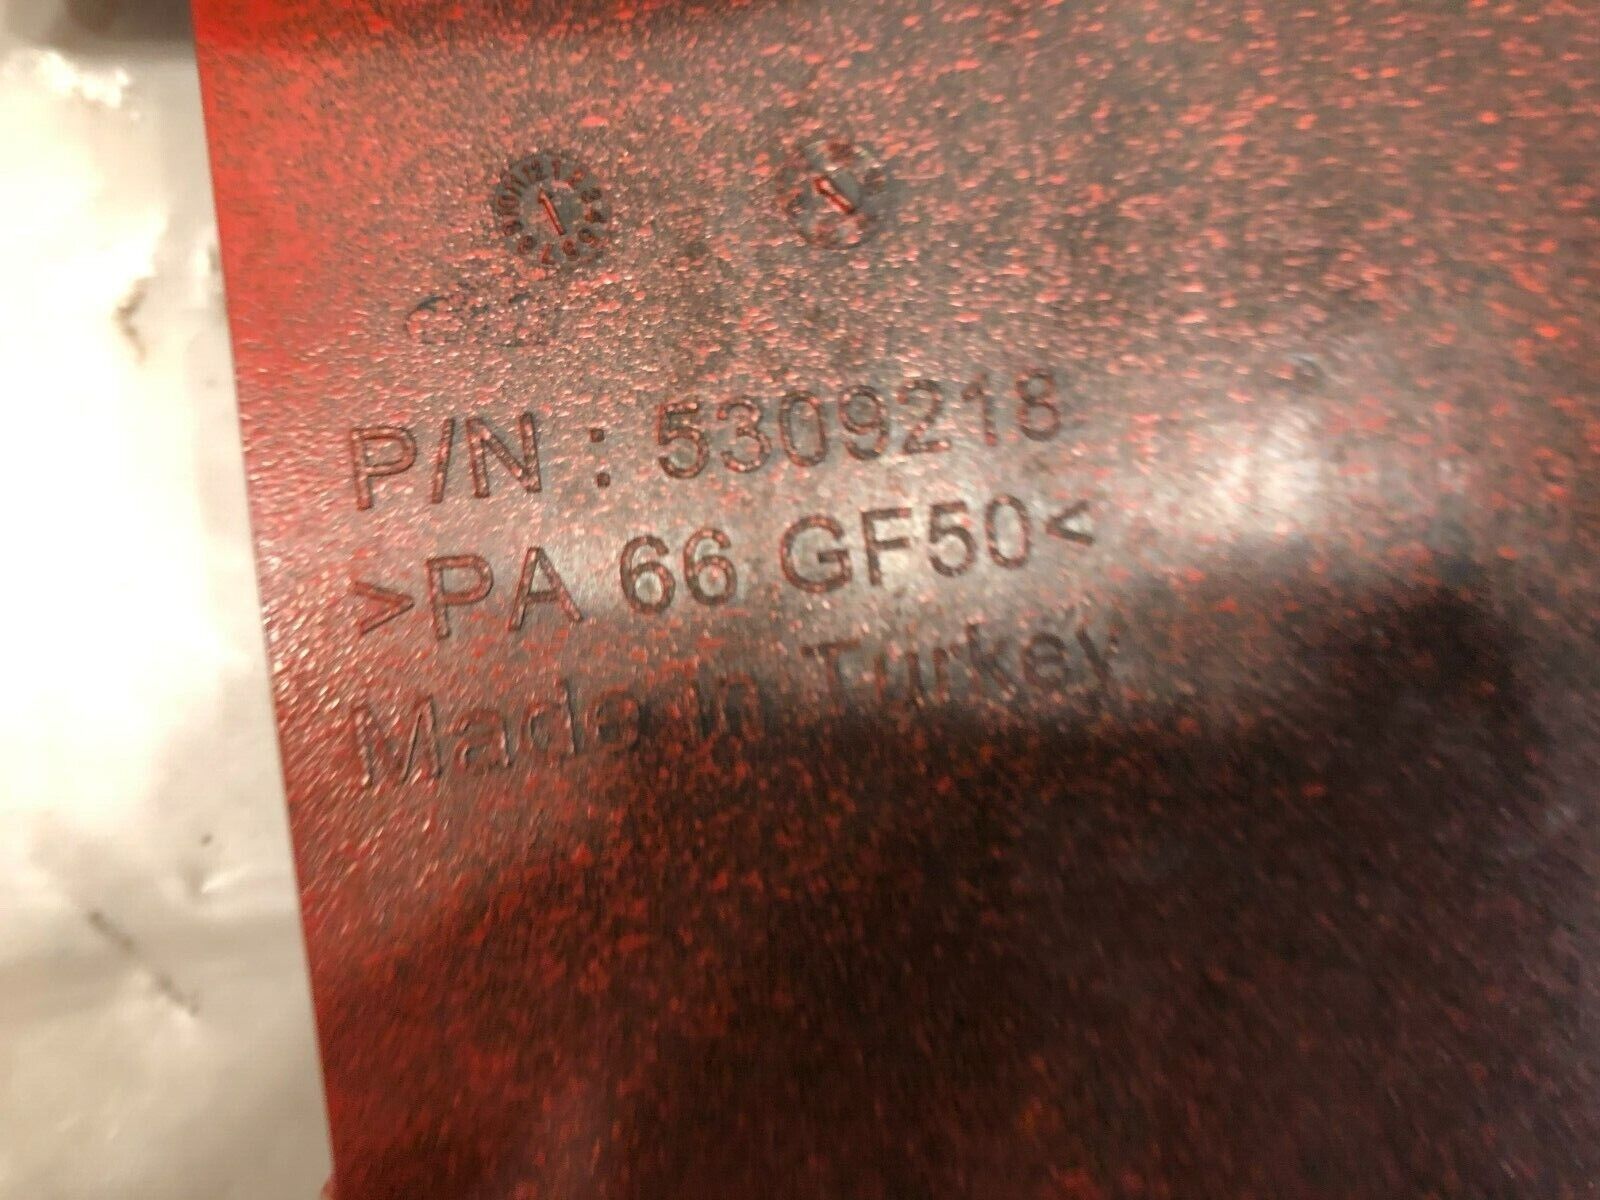 P/N : 5309218
>PA 66 GF50<
Made in Turkey